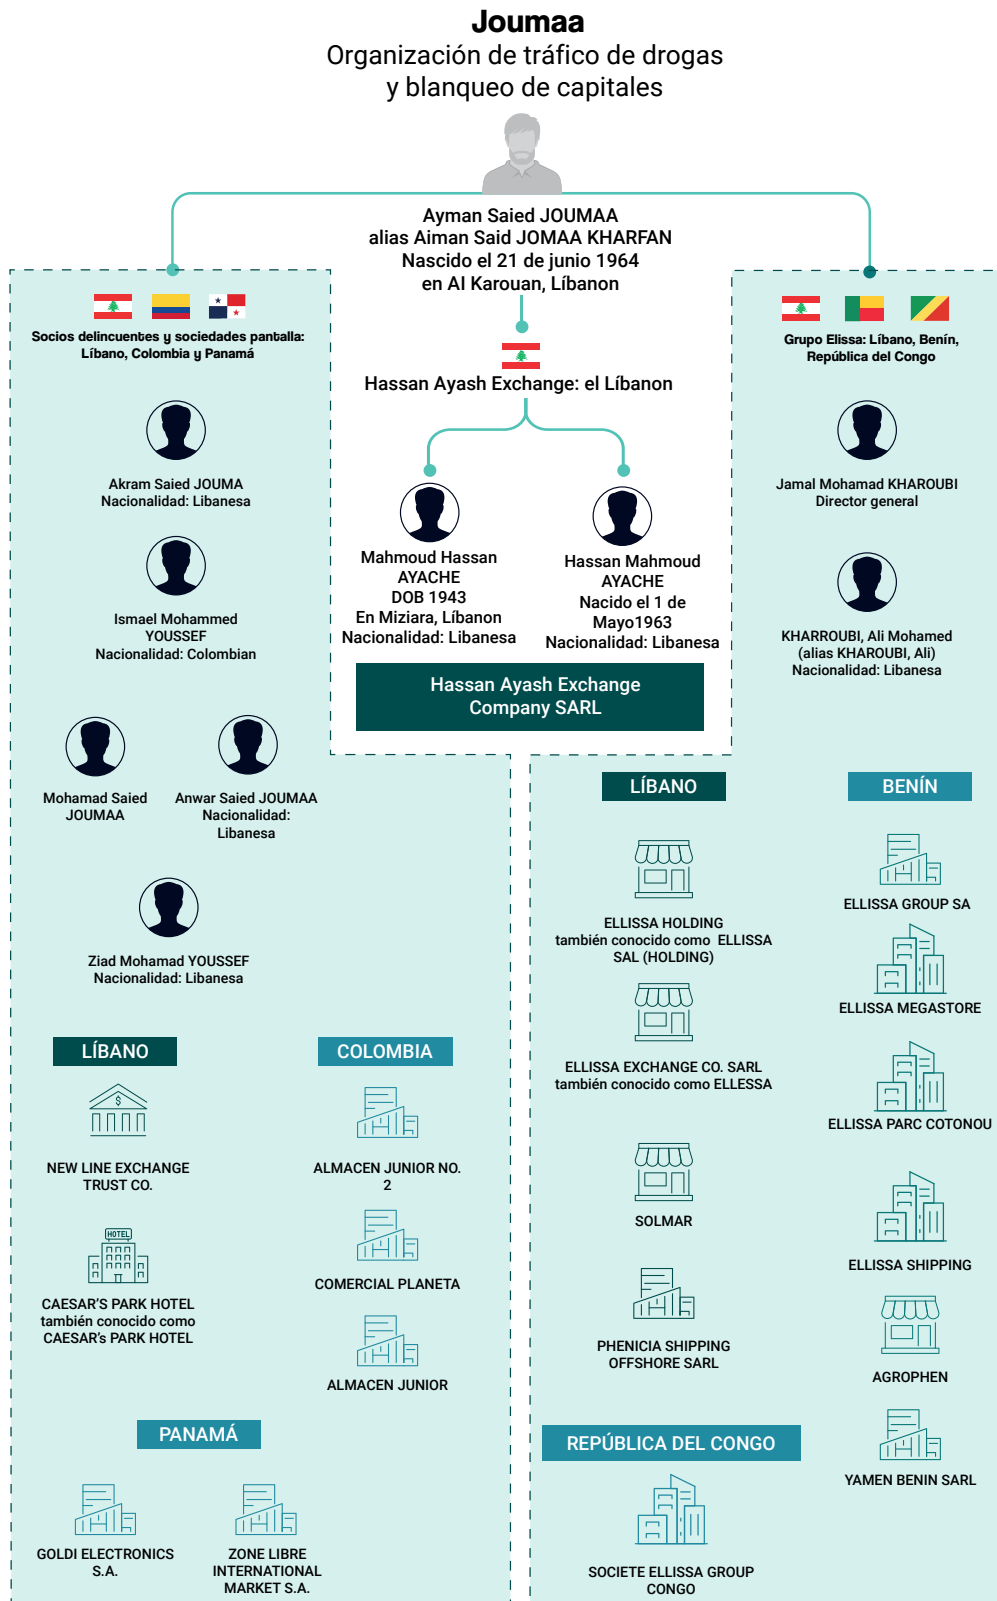 Joumaa
Organización de tráfico de drogas
y blanqueo de capitales
Ayman Saied JOUMAA
alias Aiman Said JOMAA KHARFAN
Nascido el 21 de junio 1964
en Al Karouan, Líbanon
Socios delincuentes y sociedades pantalla:
Líbano, Colombia y Panamá
Akram Saied JOUMA
Nacionalidad: Libanesa
Ismael Mohammed
YOUSSEF
Nacionalidad: Colombian
Mohamad Saied
JOUMAA
Anwar Saied JOUMAA
Nacionalidad:
Libanesa
Ziad Mohamad YOUSSEF
Nacionalidad: Libanesa
LÍBANO
NEW LINE EXCHANGE
TRUST CO.
HOTEL
CAESAR'S PARK HOTEL
también conocido como
CAESAR's PARK HOTEL
COLOMBIA
ALMACEN JUNIOR NO.
2
COMERCIAL PLANETA
ALMACEN JUNIOR
PANAMÁ
GOLDI ELECTRONICS
S.A.
ZONE LIBRE
INTERNATIONAL
MARKET S.A.
Hassan Ayash Exchange: el Líbanon
Mahmoud Hassan
AYACHE
DOB 1943
En Miziara, Líbanon
Nacionalidad: Libanesa
Hassan Mahmoud
AYACHE
Nacido el 1 de
Mayo1963
Nacionalidad: Libanesa
Hassan Ayash Exchange
Company SARL
Grupo Elissa: Líbano, Benín,
República del Congo
Jamal Mohamad KHAROUBI
Director general
KHARROUBI, Ali Mohamed
(alias KHAROUBI, Ali)
Nacionalidad: Libanesa
LÍBANO
ELLISSA HOLDING
también conocido como ELLISSA
SAL (HOLDING)
ELLISSA EXCHANGE CO. SARL
también conocido como ELLESSA
SOLMAR
PHENICIA SHIPPING
OFFSHORE SARL
BENÍN
ELLISSA GROUP SA
ELLISSA MEGASTORE
ELLISSA PARC COTONOU
ELLISSA SHIPPING
AGROPHEN
YAMEN BENIN SARL
REPÚBLICA DEL CONGO
SOCIETE ELLISSA GROUP
CONGO